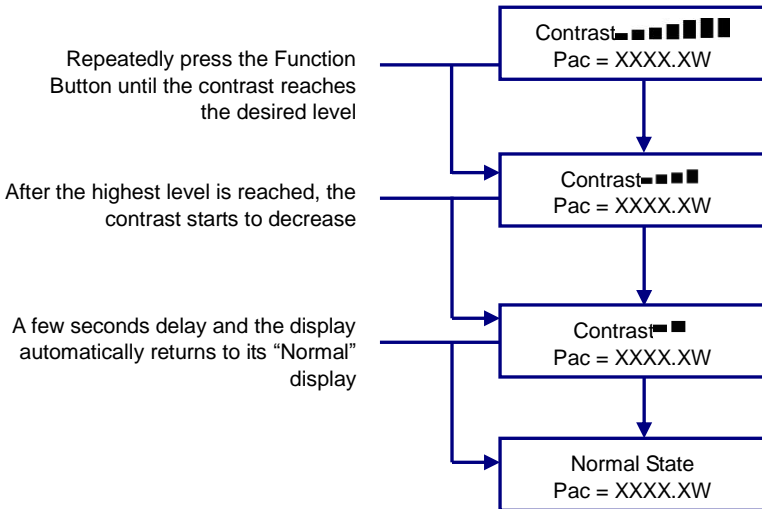 Contrast
Pac = XXXX.XW
Repeatedly press the Function
Button until the contrast reaches
the desired level
Contrast
Pac = XXXX.XW
After the highest level is reached, the
contrast starts to decrease
Contrast
Pac = XXXX.XW
A few seconds delay and the display
automatically returns to its “Normal”
display
Normal State
Pac = XXXX.XW